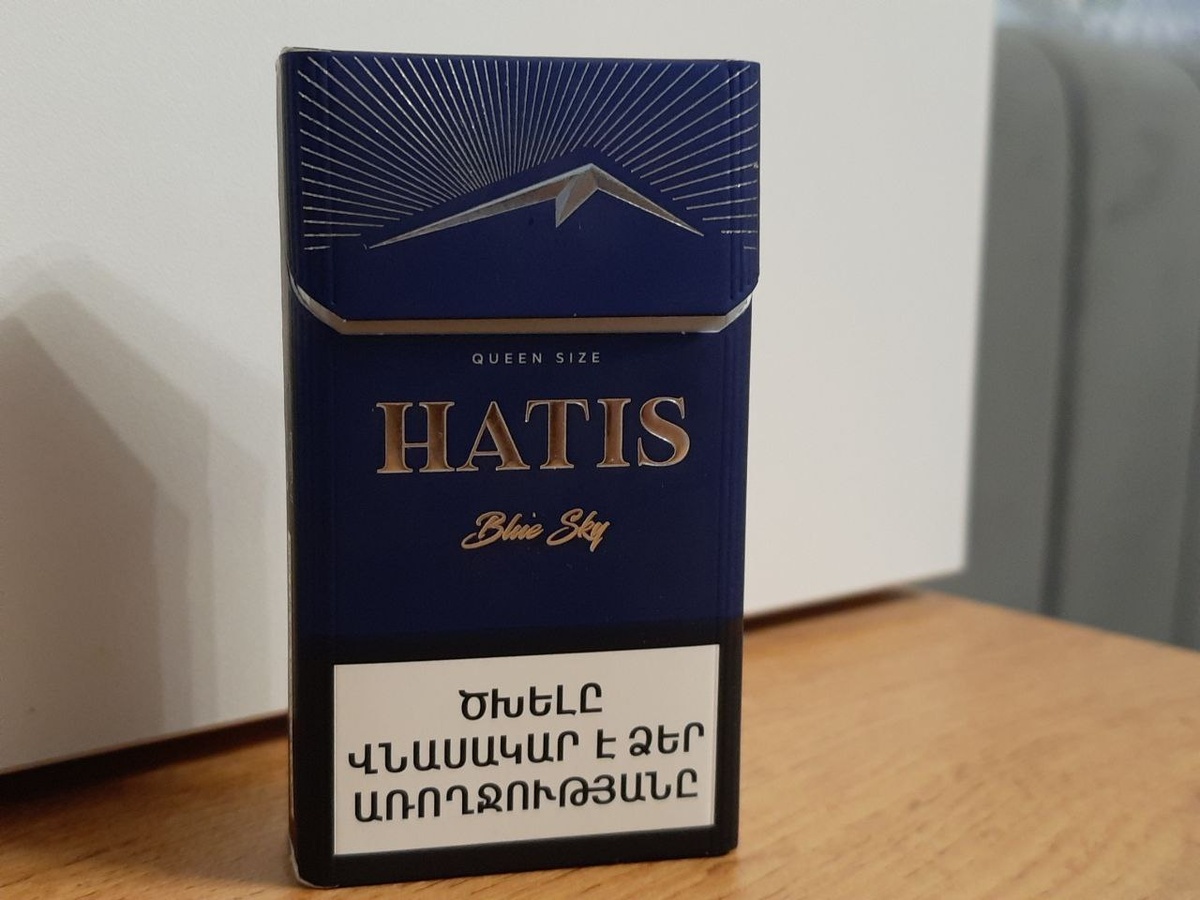 QUEEN SIZE
HATIS
Blue Sky
ԾԽԵԼԸ
ՎՆԱՍԱԿԱՐ Է ՁԵՐ
ԱՌՈՂՋՈՒԹՅԱՆԸ